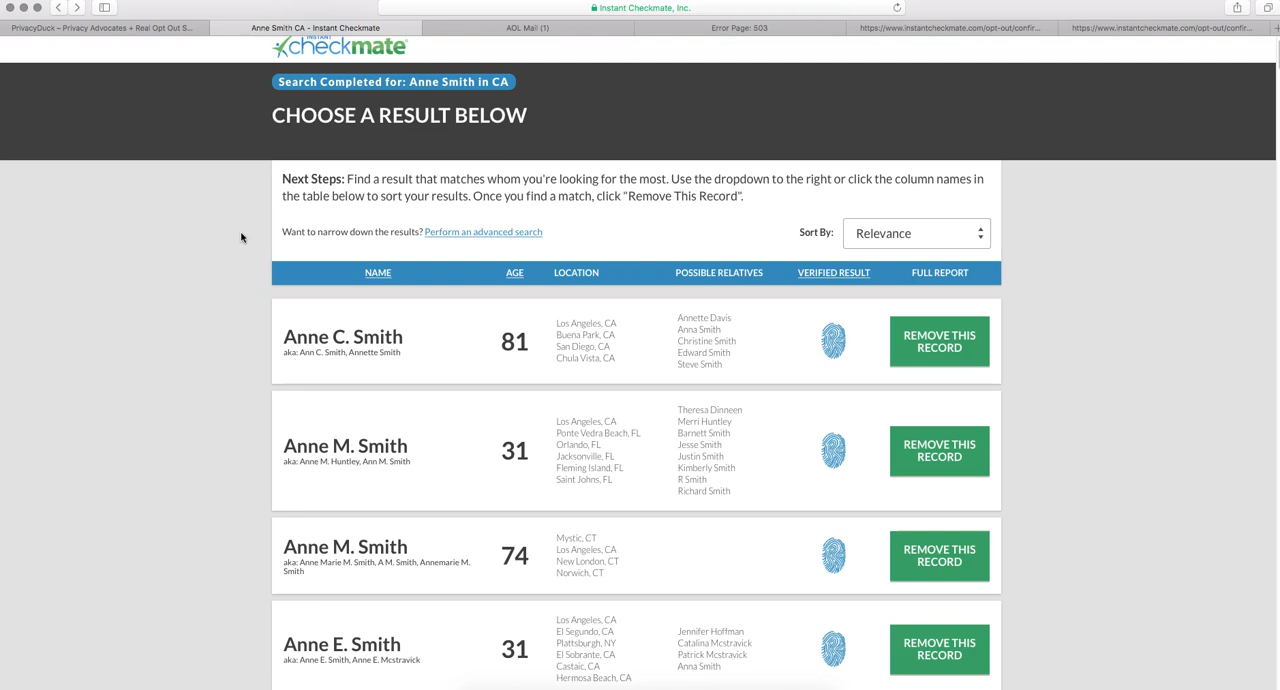 Instant Checkmate, Inc.
PrivacyDuck – Privacy Advocates + Real Opt Out S...
Anne Smith CA - Instant Checkmate
AOL Mail (1)
Error Page: 503
https://www.instantcheckmate.com/opt-out/confir...
https://www.instantcheckmate.com/opt-out/confir...
INSTANT
checkmate
Search Completed for: Anne Smith in CA
CHOOSE A RESULT BELOW
Next Steps: Find a result that matches whom you're looking for the most. Use the dropdown to the right or click the column names in
the table below to sort your results. Once you find a match, click "Remove This Record".
Want to narrow down the results? Perform an advanced search
Sort By:
Relevance
NAME
AGE
LOCATION
POSSIBLE RELATIVES
VERIFIED RESULT
FULL REPORT
Anne C. Smith
aka: Ann C. Smith, Annette Smith
81
Los Angeles, CA
Buena Park, CA
San Diego, CA
Chula Vista, CA
Annette Davis
Anna Smith
Christine Smith
Edward Smith
Steve Smith
REMOVE THIS
RECORD
Anne M. Smith
aka: Anne M. Huntley, Ann M. Smith
31
Los Angeles, CA
Ponte Vedra Beach, FL
Orlando, FL
Jacksonville, FL
Fleming Island, FL
Saint Johns, FL
Theresa Dinneen
Merri Huntley
Barnett Smith
Jesse Smith
Justin Smith
Kimberly Smith
R Smith
Richard Smith
REMOVE THIS
RECORD
Anne M. Smith
aka: Anne Marie M. Smith, A M. Smith, Annemarie M.
Smith
74
Mystic, CT
Los Angeles, CA
New London, CT
Norwich, CT
REMOVE THIS
RECORD
Anne E. Smith
aka: Anne E. Smith, Anne E. Mcstravick
31
Los Angeles, CA
El Segundo, CA
Plattsburgh, NY
El Sobrante, CA
Castaic, CA
Hermosa Beach, CA
Jennifer Hoffman
Catalina Mcstravick
Patrick Mcstravick
Anna Smith
REMOVE THIS
RECORD